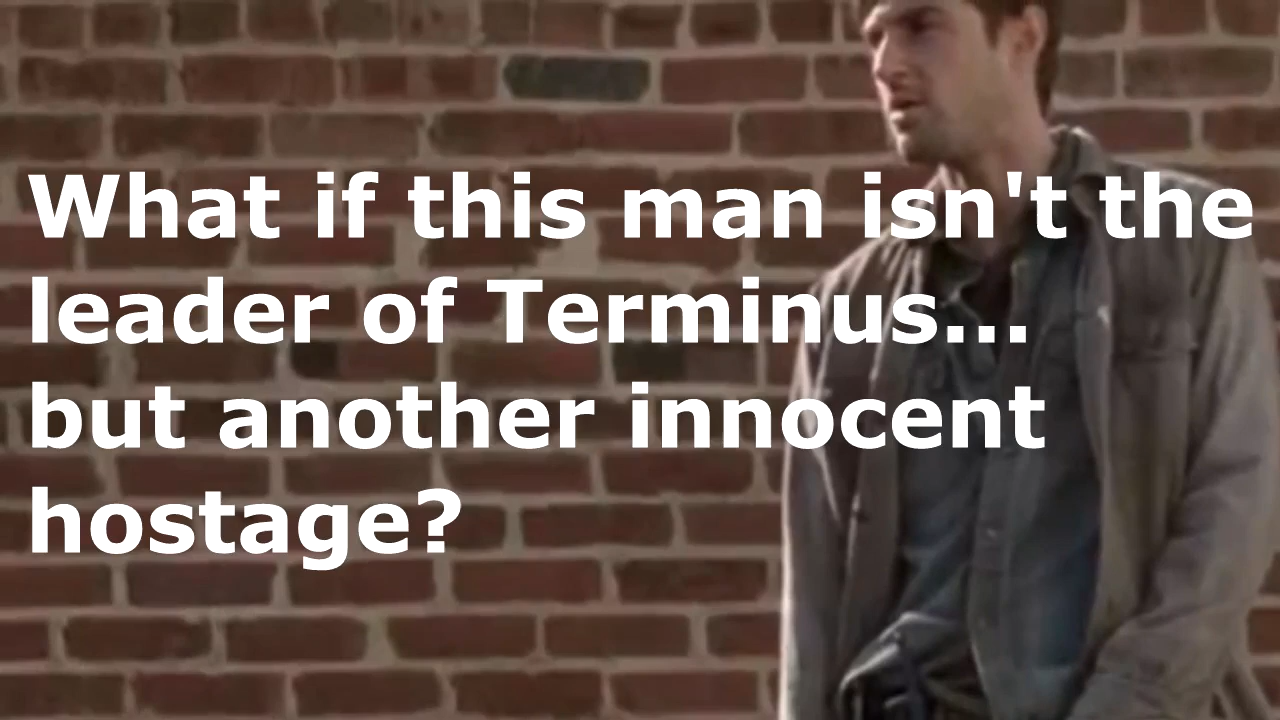 What if this man isn't the
leader of Terminus...
but another innocent
hostage?